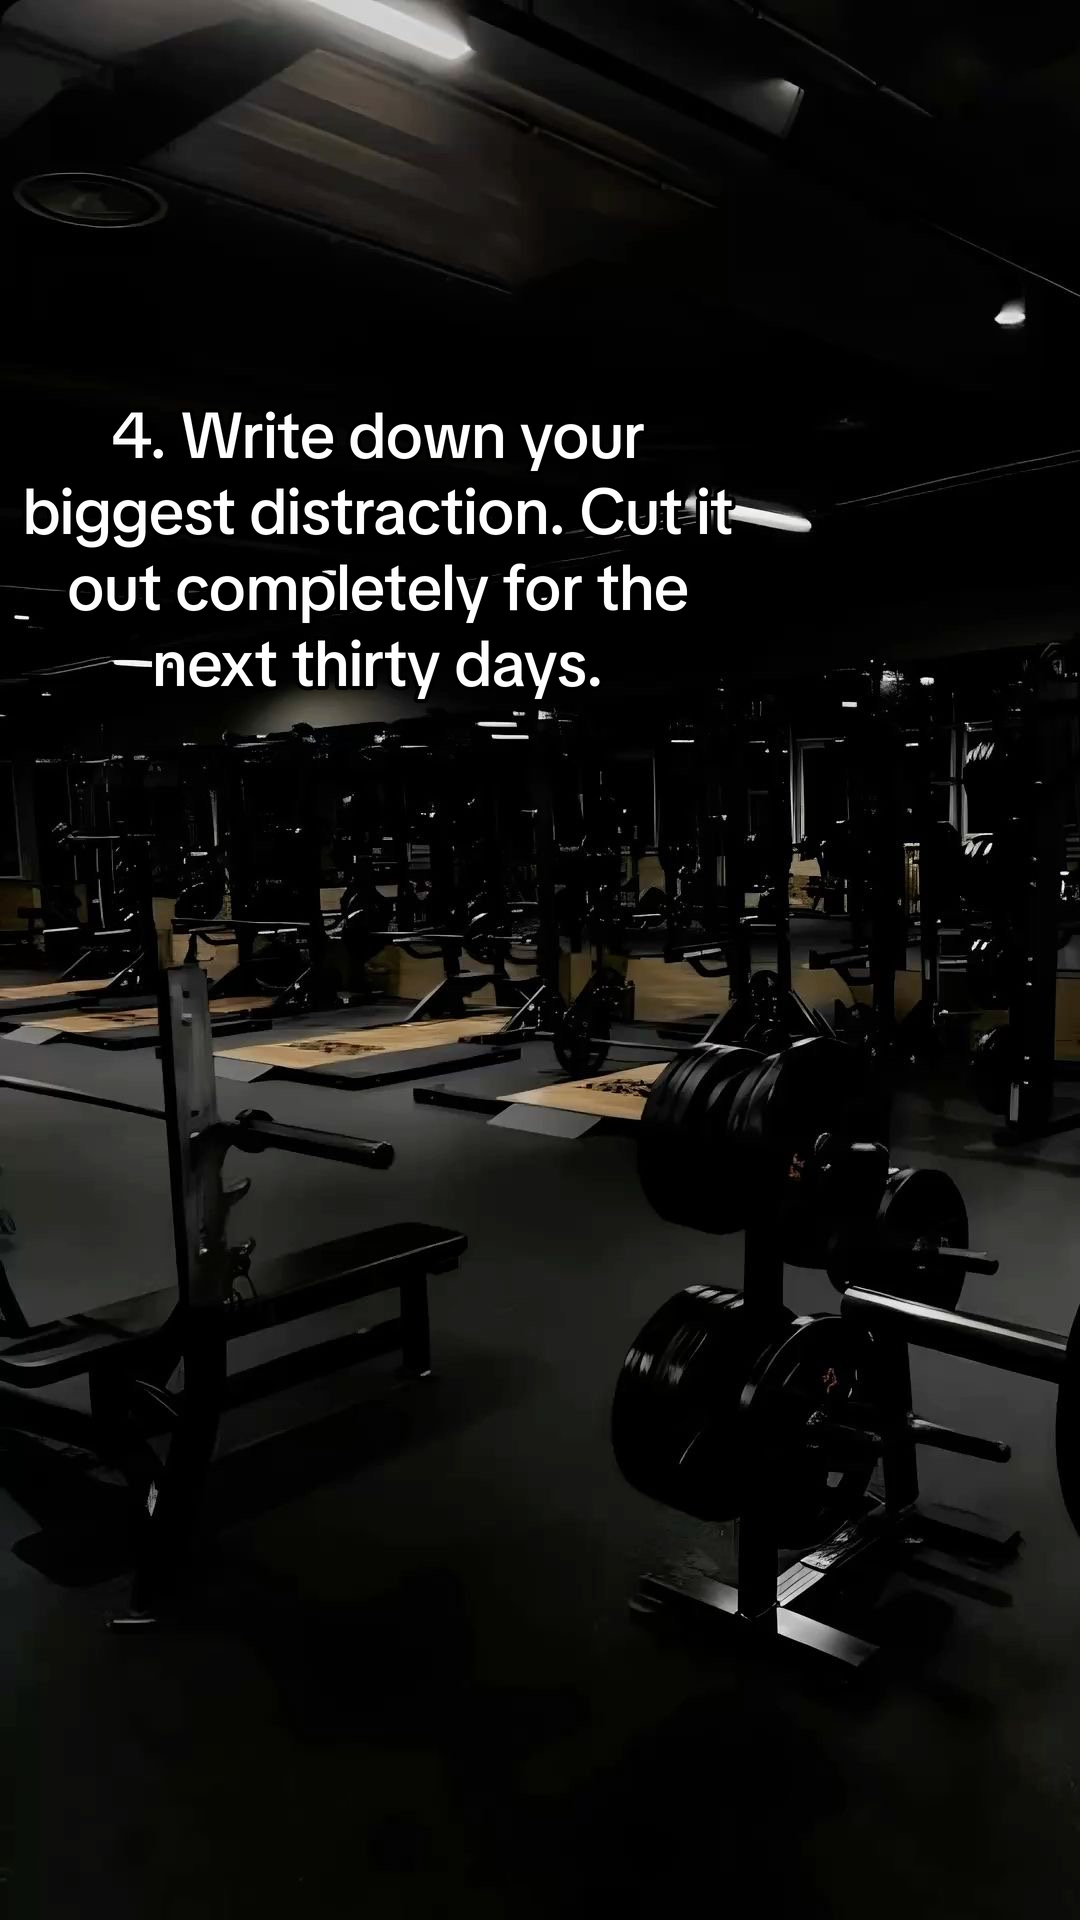 4. Write down your
biggest distraction. Cut it
out completely for the
next thirty days.